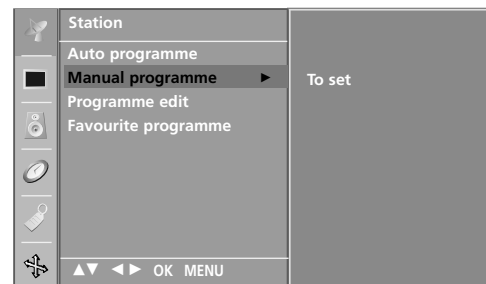 Station
Auto programme
Manual programme ►
To set
Programme edit
Favourite programme
▲▼ ◄► OK MENU